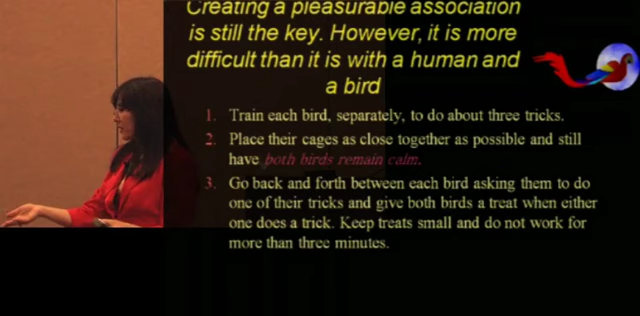 Creating a pleasurable association
is still the key. However, it is more
difficult than it is with a human and
a bird
1. Train each bird, separately, to do about three tricks.
2. Place their cages as close together as possible and still
have both birds remain calm.
3. Go back and forth between each bird asking them to do
one of their tricks and give both birds a treat when either
one does a trick. Keep treats small and do not work for
more than three minutes.